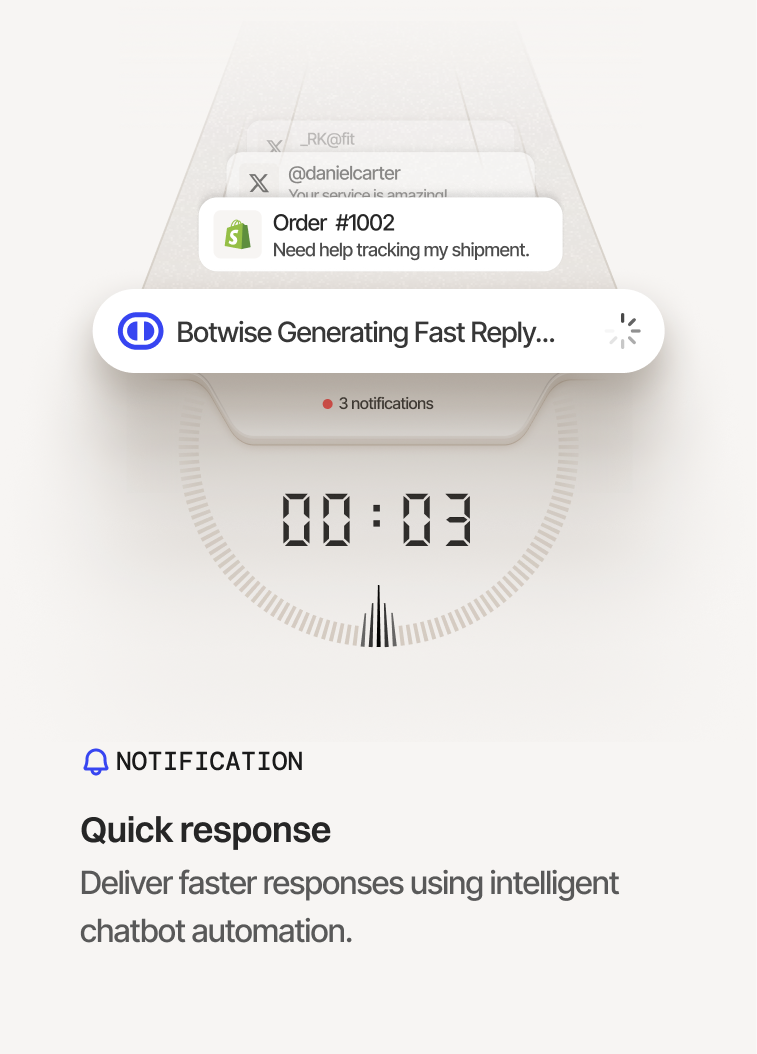 _RK@fit
@danielcarter
Your service is amazing!
Order #1002
Need help tracking my shipment.
Botwise Generating Fast Reply...
3 notifications
00:03
NOTIFICATION
Quick response
Deliver faster responses using intelligent
chatbot automation.